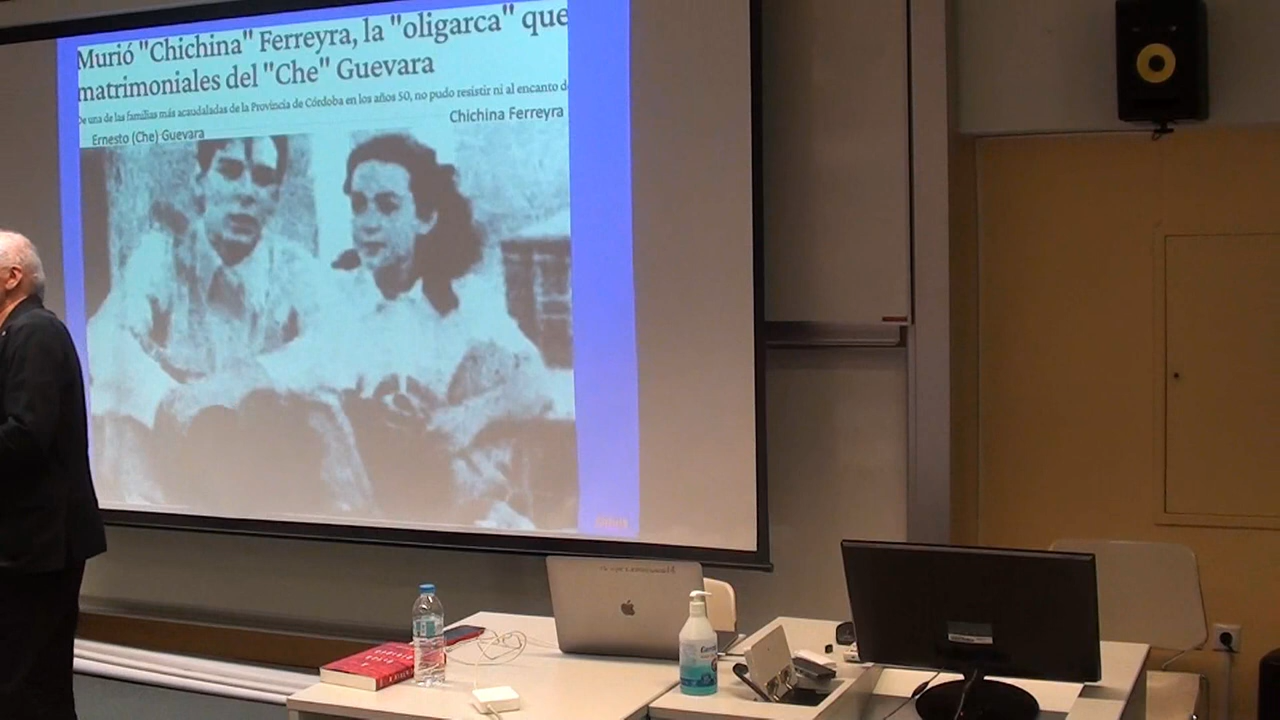 Murió "Chichina" Ferreyra, la "oligarca" que
matrimoniales del "Che" Guevara
De una de las familias más acaudaladas de la Provincia de Córdoba en los años 50, no pudo resistir ni al encanto d
Chichina Ferreyra
Ernesto (Che) Guevara